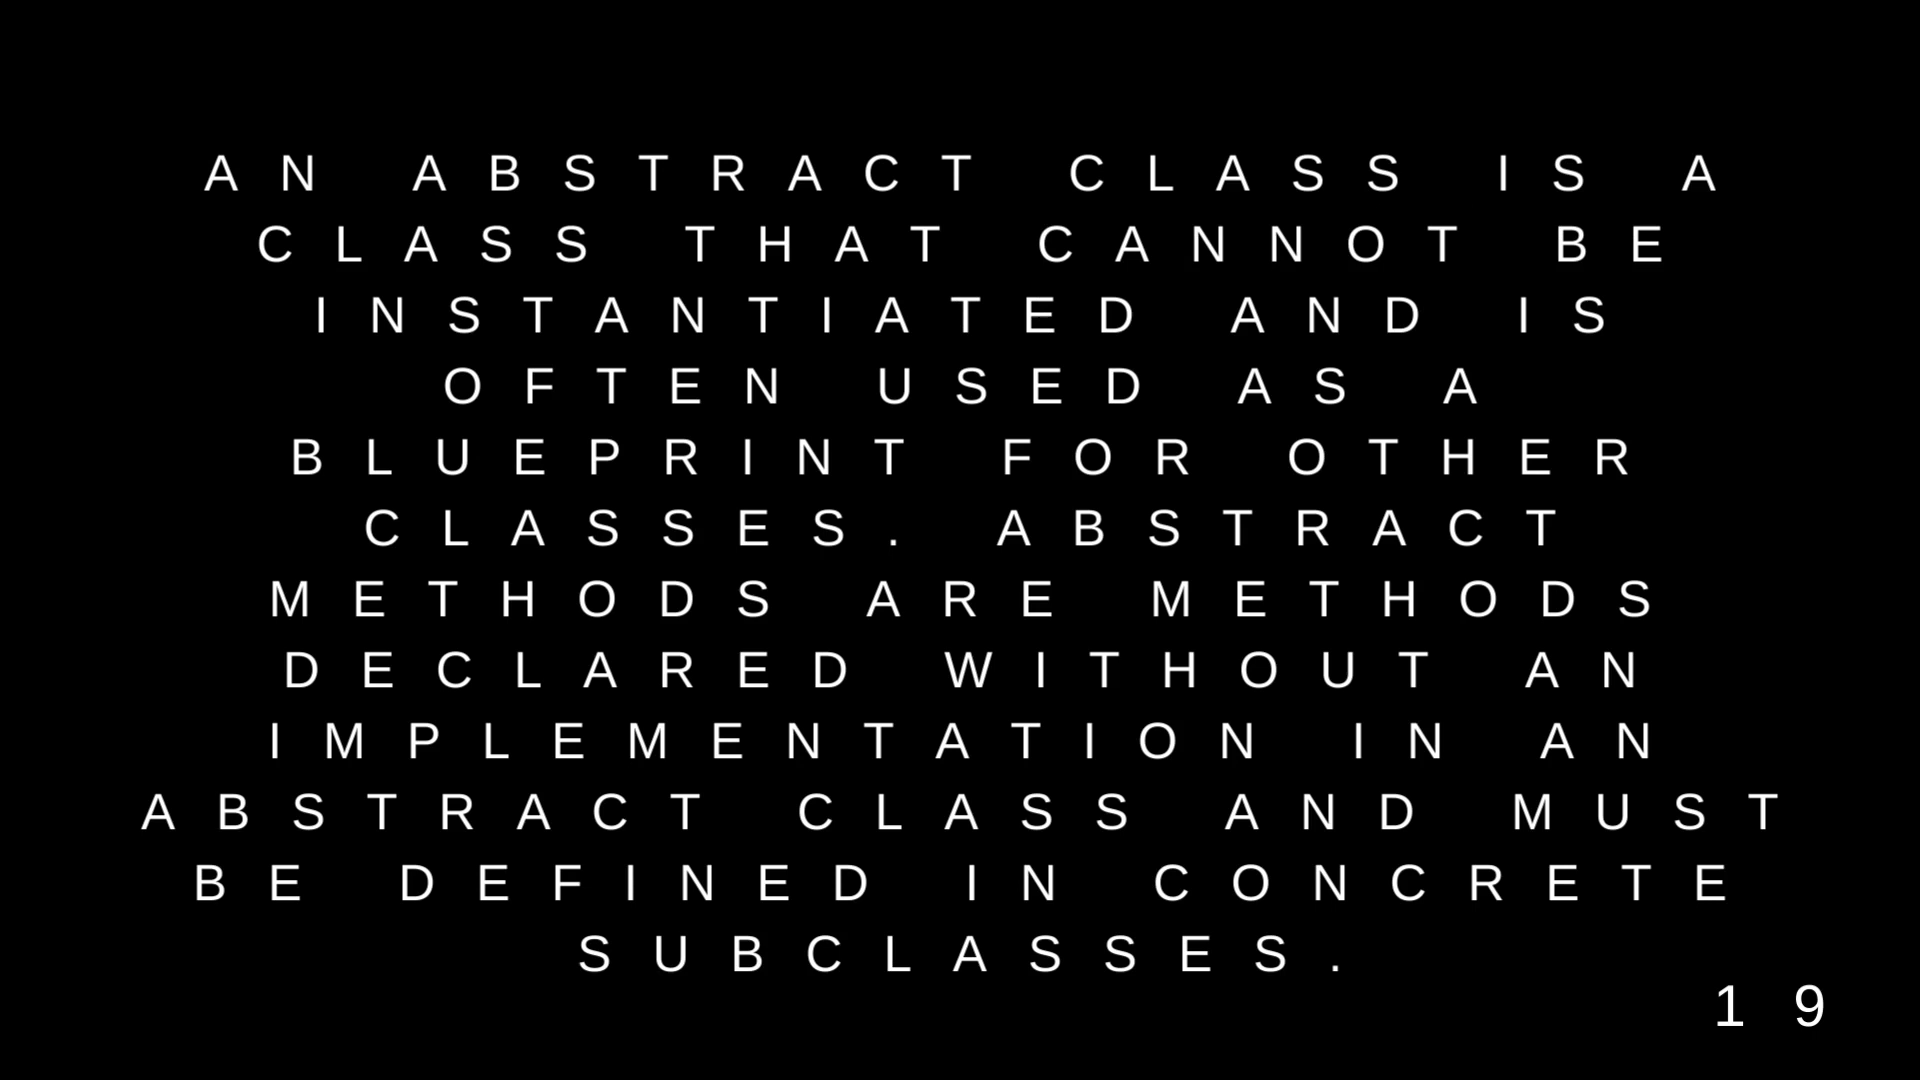 AN ABSTRACT CLASS IS A
CLASS THAT CANNOT BE
INSTANTIATED AND IS
OFTEN USED AS A
BLUEPRINT FOR OTHER
CLASSES. ABSTRACT
METHODS ARE METHODS
DECLARED WITHOUT AN
IMPLEMENTATION IN AN
ABSTRACT CLASS AND MUST
BE DEFINED IN CONCRETE
SUBCLASSES.
19